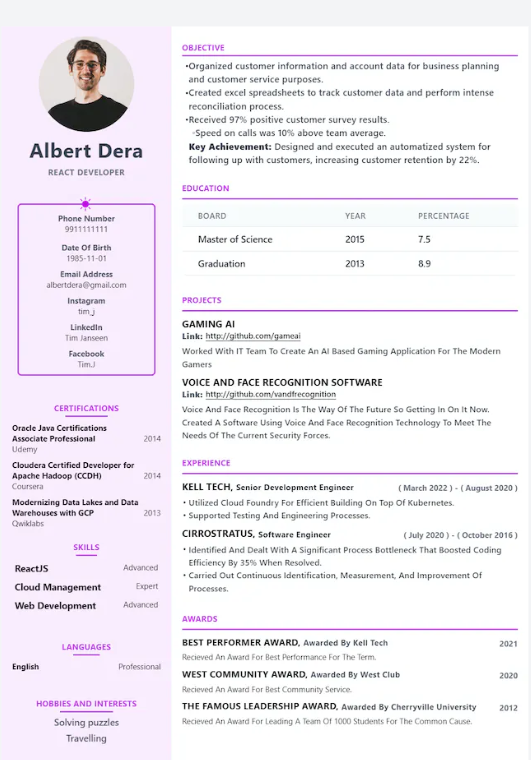 Albert Dera
REACT DEVELOPER
Phone Number
9911111111
Date Of Birth
1985-11-01
Email Address
albertdera@gmail.com
Instagram
tim_j
LinkedIn
Tim Janseen
Facebook
Tim.J
CERTIFICATIONS
Oracle Java Certifications
Associate Professional 2014
Udemy
Cloudera Certified Developer for
Apache Hadoop (CCDH) 2014
Coursera
Modernizing Data Lakes and Data
Warehouses with GCP 2013
Qwiklabs
SKILLS
ReactJS Advanced
Cloud Management Expert
Web Development Advanced
LANGUAGES
English Professional
HOBBIES AND INTERESTS
Solving puzzles
Travelling
OBJECTIVE
•Organized customer information and account data for business planning
and customer service purposes.
•Created excel spreadsheets to track customer data and perform intense
reconciliation process.
•Received 97% positive customer survey results.
◦Speed on calls was 10% above team average.
Key Achievement: Designed and executed an automatized system for
following up with customers, increasing customer retention by 22%.
EDUCATION
BOARD YEAR PERCENTAGE
Master of Science 2015 7.5
Graduation 2013 8.9
PROJECTS
GAMING AI
Link: http://github.com/gameai
Worked With IT Team To Create An AI Based Gaming Application For The Modern
Gamers
VOICE AND FACE RECOGNITION SOFTWARE
Link: http://github.com/vandfrecognition
Voice And Face Recognition Is The Way Of The Future So Getting In On It Now.
Created A Software Using Voice And Face Recognition Technology To Meet The
Needs Of The Current Security Forces.
EXPERIENCE
KELL TECH, Senior Development Engineer ( March 2022 ) - ( August 2020 )
• Utilized Cloud Foundry For Efficient Building On Top Of Kubernetes.
• Supported Testing And Engineering Processes.
CIRROSTRATUS, Software Engineer ( July 2020 ) - ( October 2016 )
• Identified And Dealt With A Significant Process Bottleneck That Boosted Coding
Efficiency By 35% When Resolved.
• Carried Out Continuous Identification, Measurement, And Improvement Of
Processes.
AWARDS
BEST PERFORMER AWARD, Awarded By Kell Tech 2021
Recieved An Award For Best Performance For The Term.
WEST COMMUNITY AWARD, Awarded By West Club 2020
Recieved An Award For Best Community Service.
THE FAMOUS LEADERSHIP AWARD, Awarded By Cherryville University 2012
Recieved An Award For Leading A Team Of 1000 Students For The Common Cause.